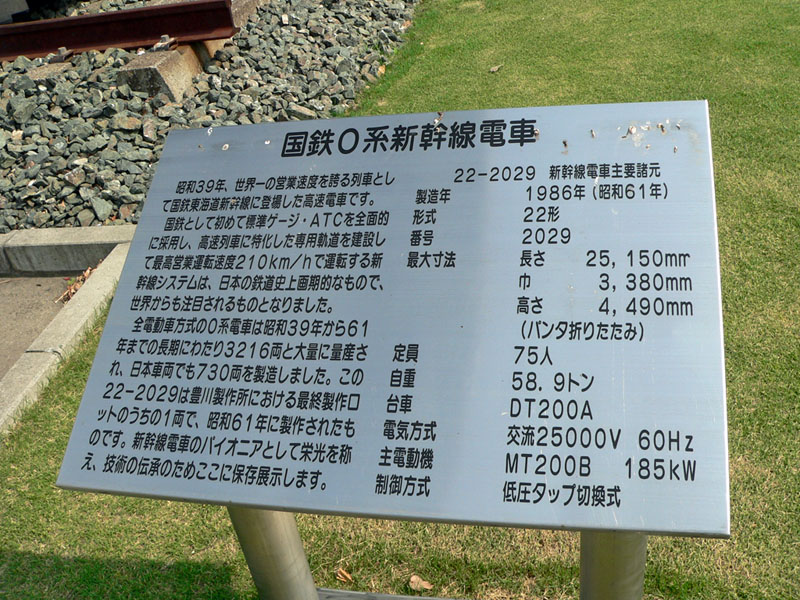 国鉄0系新幹線電車
昭和39年、世界一の営業速度を誇る列車とし
て国鉄東海道新幹線に登場した高速電車です。
国鉄として初めて標準ゲージ・ATCを全面的
に採用し、高速列車に特化した専用軌道を建設し
て最高営業運転速度210km/hで運転する新
幹線システムは、日本の鉄道史上画期的なもので、
世界からも注目されるものとなりました。
全電動車方式の0系電車は昭和39年から61
年までの長期にわたり3216両と大量に量産さ
れ、日本車両でも730両を製造しました。この
22-2029は豊川製作所における最終製作ロ
ットのうちの1両で、昭和61年に製作されたも
のです。新幹線電車のパイオニアとして栄光を称
え、技術の伝承のためここに保存展示します。
22-2029 新幹線電車主要諸元
製造年 1986年(昭和61年)
形式 22形
番号 2029
最大寸法 長さ 25,150mm
巾 3,380mm
高さ 4,490mm
(パンタ折りたたみ)
定員 75人
自重 58.9トン
台車 DT200A
電気方式 交流25000V 60Hz
主電動機 MT200B 185kW
制御方式 低圧タップ切換式